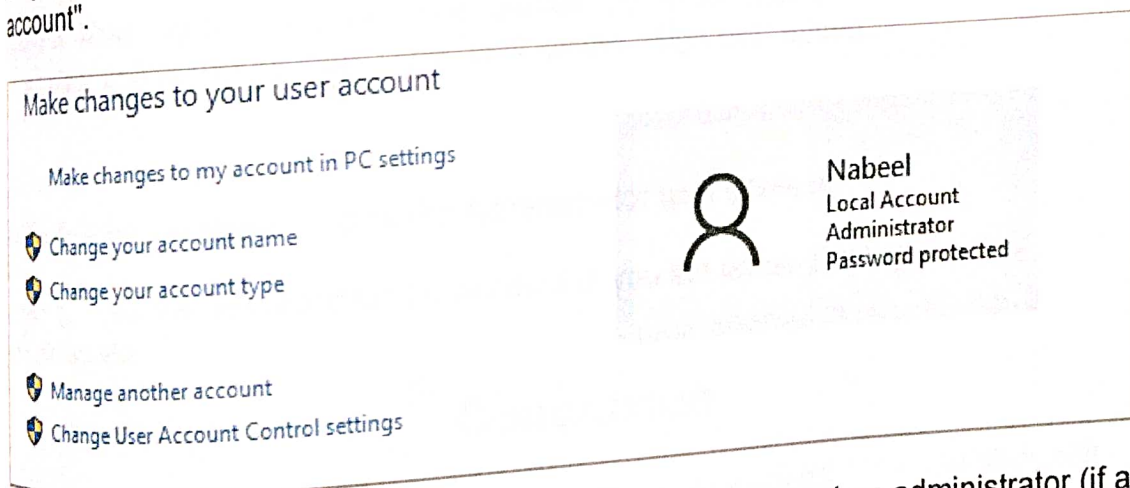 account".
Make changes to your user account
Make changes to my account in PC settings
Change your account name
Change your account type
Manage another account
Change User Account Control settings
Nabeel
Local Account
Administrator
Password protected
administrator (if a